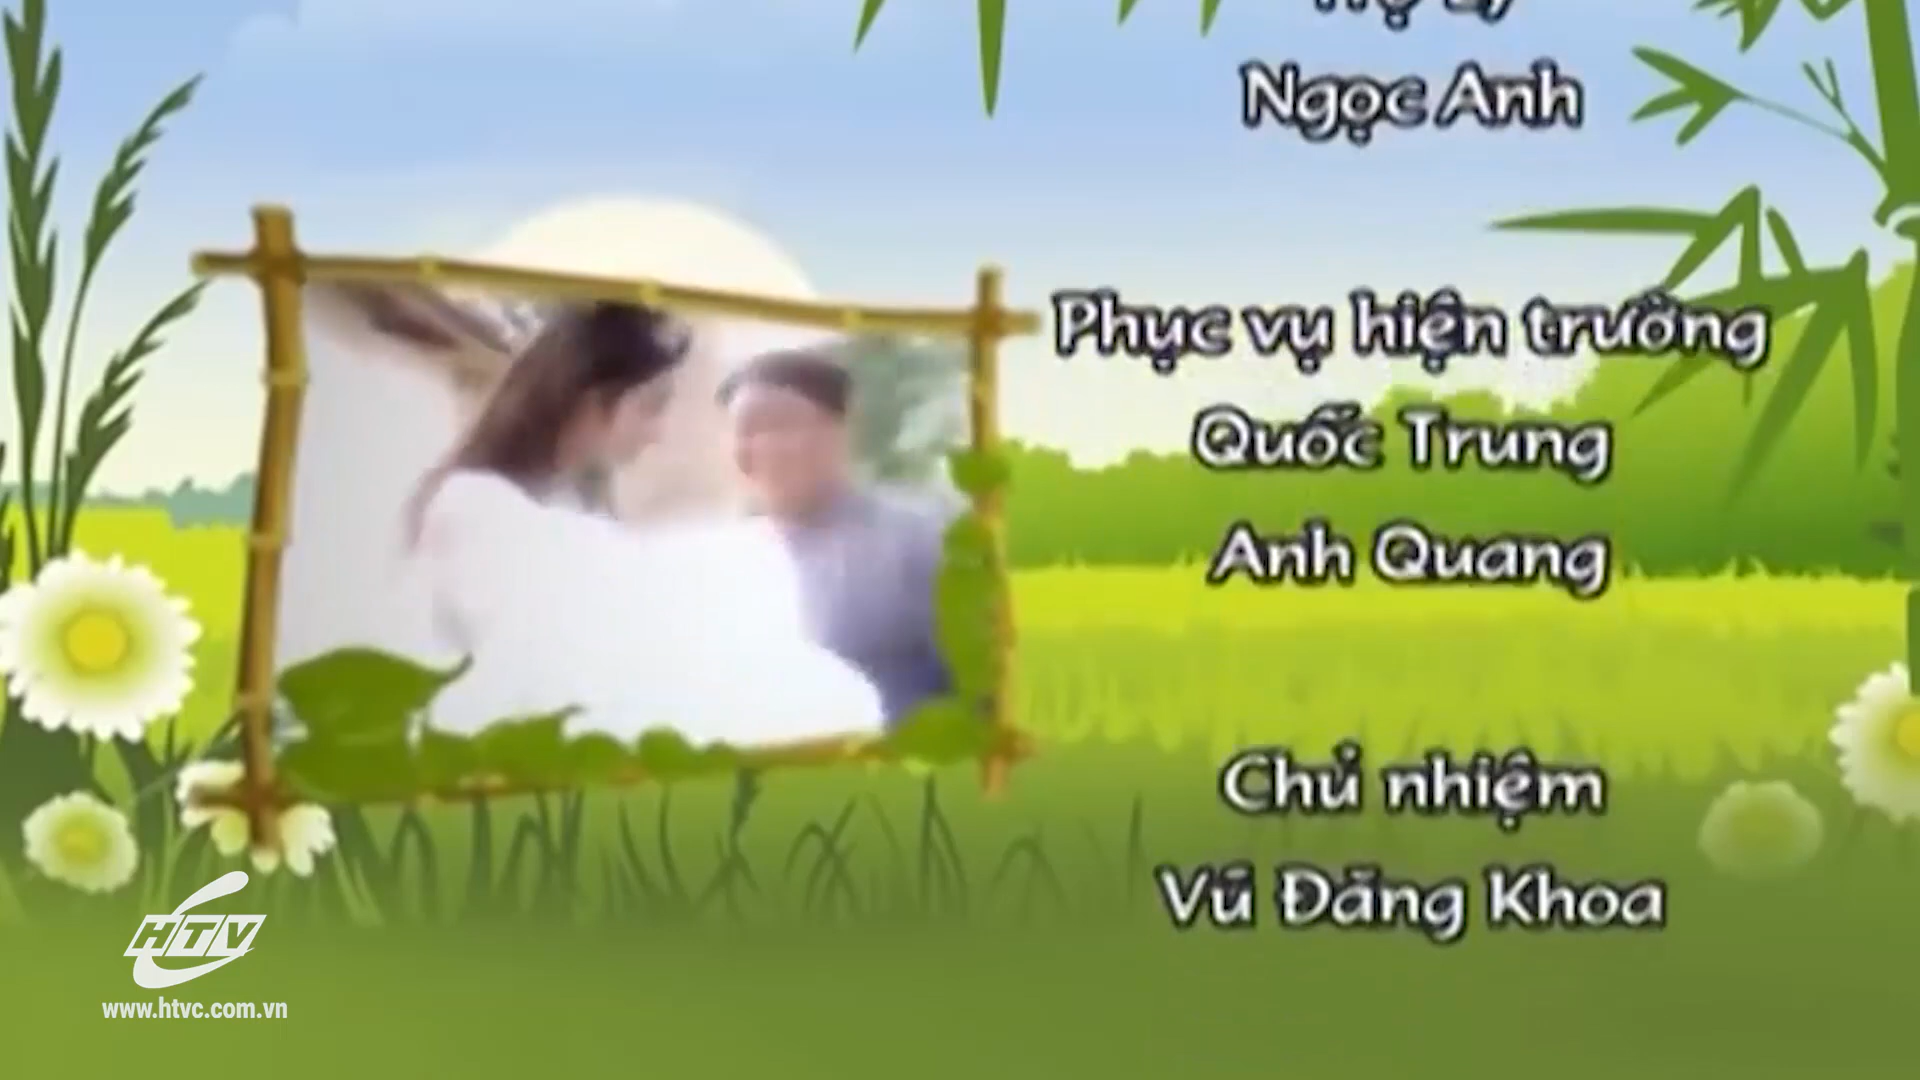 Ngọc Anh
Phục vụ hiện trường
Quốc Trung
Anh Quang
Chủ nhiệm
Vũ Đăng Khoa
HTV
www.htvc.com.vn